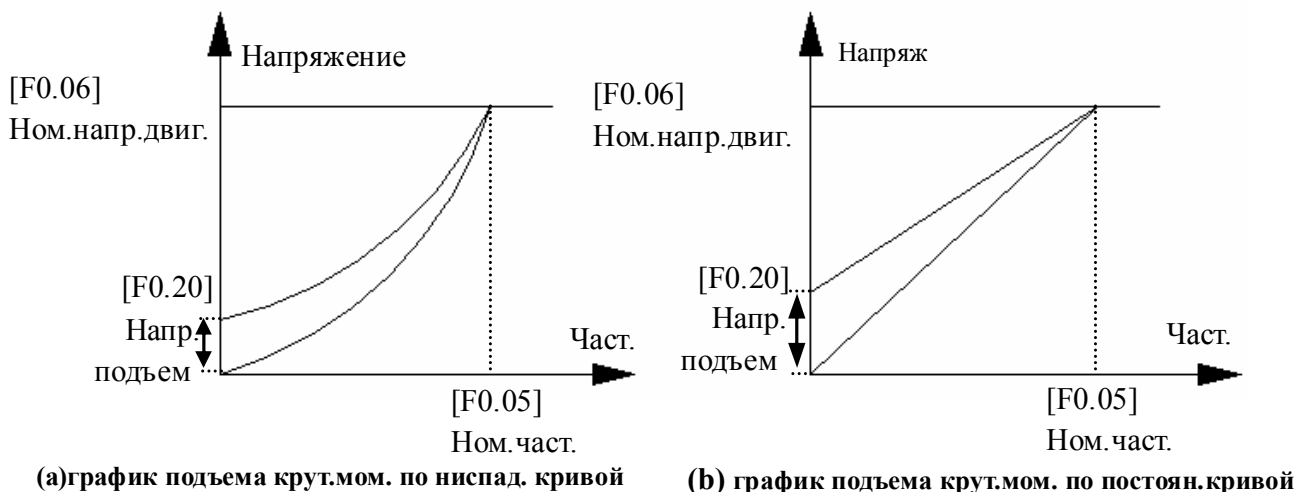 Напряжение
[F0.06]
Ном.напр.двиг.
[F0.20]
Напр.
подъем
Част.
[F0.05]
Ном.част.
(a)график подъема крут.мом. по ниспад. кривой
Напряж
[F0.06]
Ном.напр.двиг.
[F0.20]
Напр.
подъем
Част.
[F0.05]
Ном.част.
(b) график подъема крут.мом. по постоян.кривой